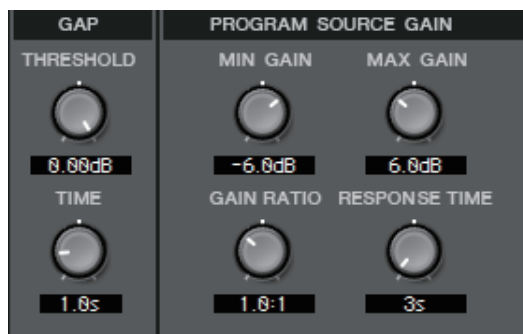 GAP
PROGRAM SOURCE GAIN
THRESHOLD
MIN GAIN
MAX GAIN
0.00dB
-6.0dB
6.0dB
TIME
GAIN RATIO
RESPONSE TIME
1.0s
1.0:1
3s